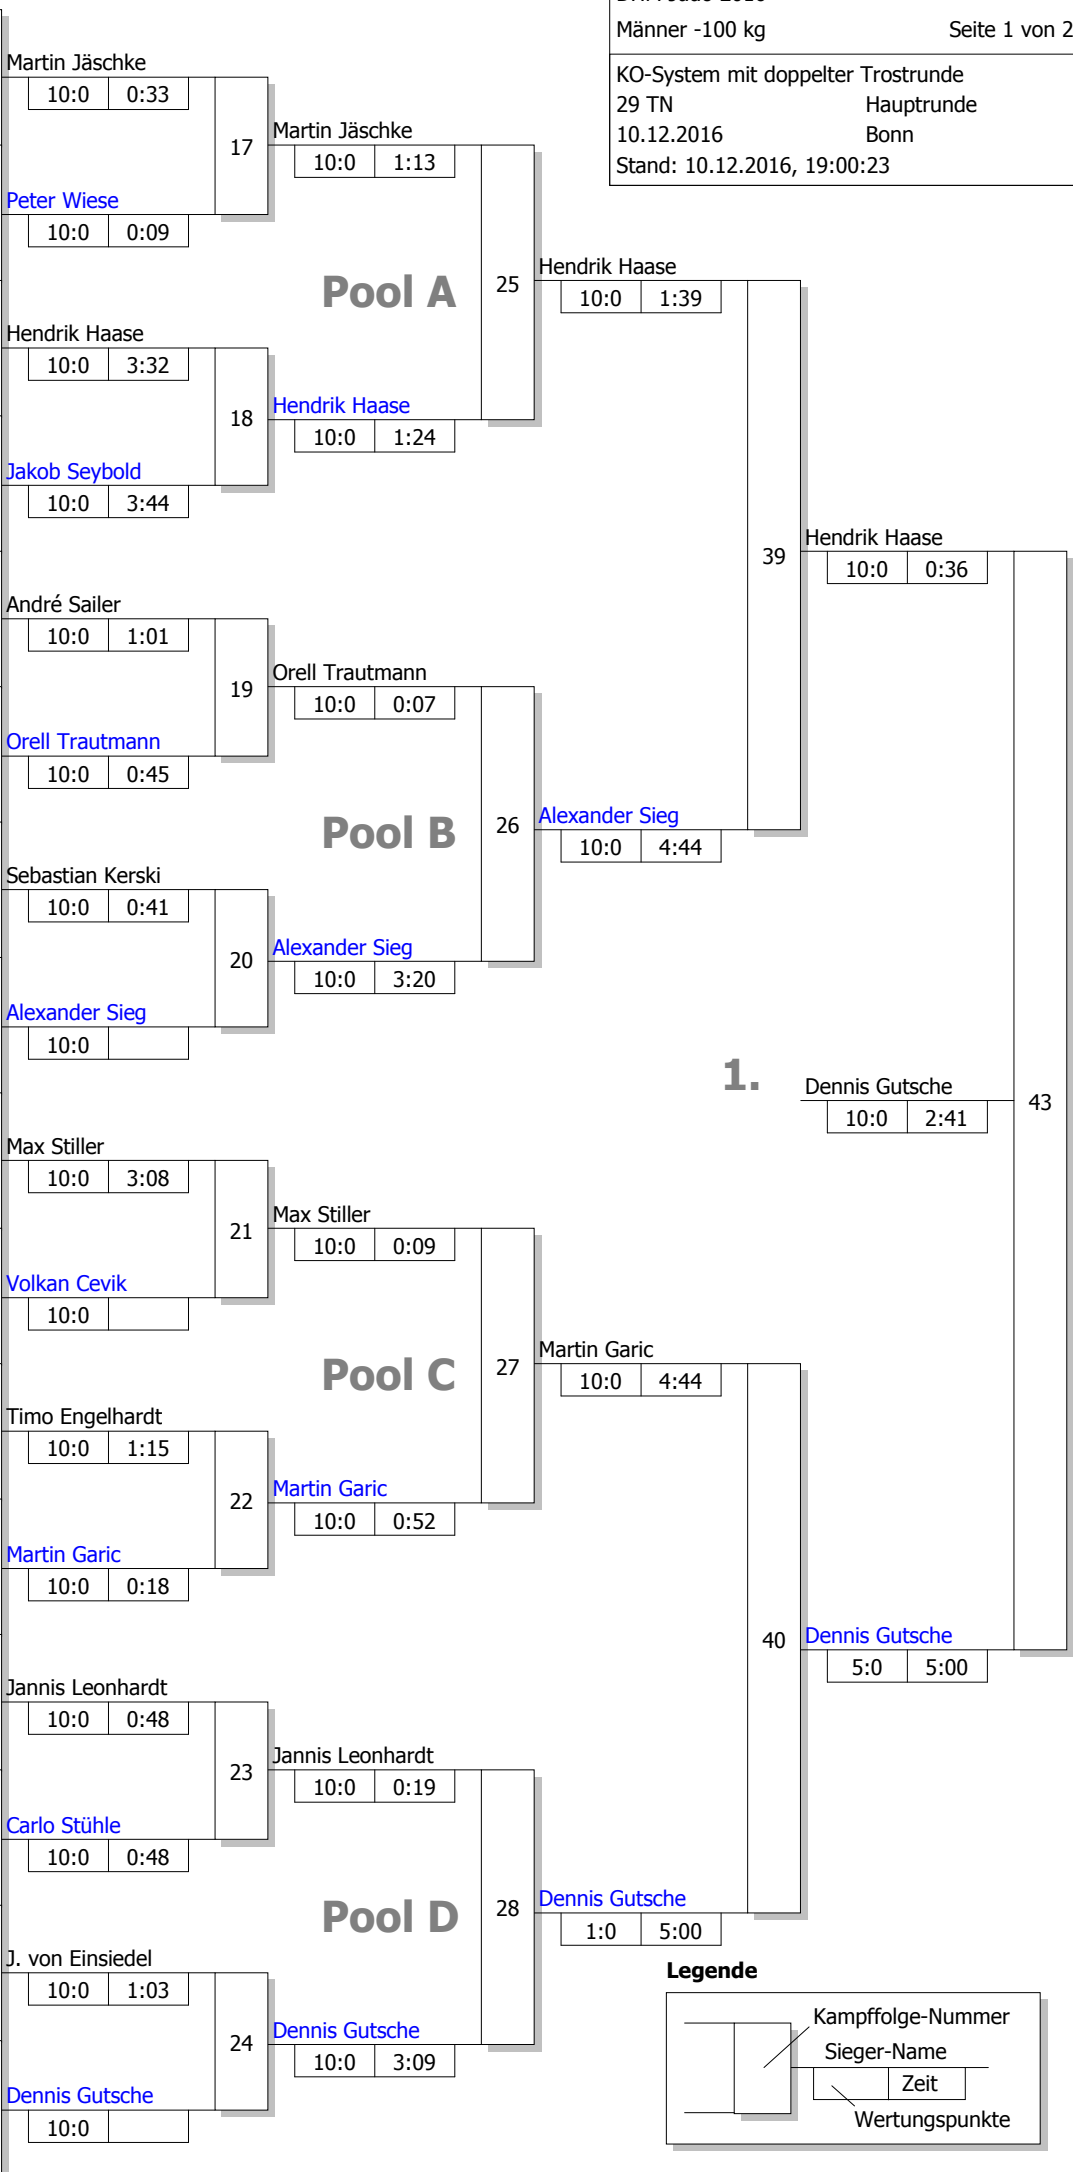 Männer -100 kg Seite 1 von 2
KO-System mit doppelter Trostrunde
29 TN Hauptrunde
10.12.2016 Bonn
Stand: 10.12.2016, 19:00:23
Martin Jäschke
10:0 0:33
17
Martin Jäschke
10:0 1:13
Peter Wiese
10:0 0:09
Pool A
25
Hendrik Haase
10:0 1:39
Hendrik Haase
10:0 3:32
18
Hendrik Haase
10:0 1:24
Jakob Seybold
10:0 3:44
39
Hendrik Haase
10:0 0:36
André Sailer
10:0 1:01
19
Orell Trautmann
10:0 0:07
Orell Trautmann
10:0 0:45
Pool B
26
Alexander Sieg
10:0 4:44
Sebastian Kerski
10:0 0:41
20
Alexander Sieg
10:0 3:20
Alexander Sieg
10:0
1.
Dennis Gutsche
10:0 2:41
43
Max Stiller
10:0 3:08
21
Max Stiller
10:0 0:09
Volkan Cevik
10:0
Pool C
27
Martin Garic
10:0 4:44
Timo Engelhardt
10:0 1:15
22
Martin Garic
10:0 0:52
Martin Garic
10:0 0:18
40
Dennis Gutsche
5:0 5:00
Jannis Leonhardt
10:0 0:48
23
Jannis Leonhardt
10:0 0:19
Carlo Stühle
10:0 0:48
Pool D
28
Dennis Gutsche
1:0 5:00
J. von Einsiedel
10:0 1:03
24
Dennis Gutsche
10:0 3:09
Dennis Gutsche
10:0
Legende
Kampffolge-Nummer
Sieger-Name
Zeit
Wertungspunkte